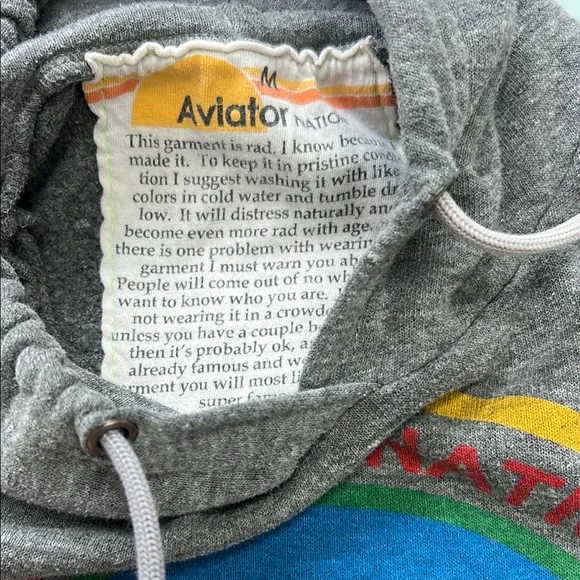 M
Aviator NATIO
This garment is rad. I know becau
made it. To keep it in pristine cond
tion I suggest washing it with like
colors in cold water and tumble dr
low. It will distress naturally and
become even more rad with age.
there is one problem with wearin
garment I must warn you ab
People will come out of no wh
want to know who you are.
not wearing it in a crowd
unless you have a couple b
then it's probably ok, a
already famous and we
rment you will most li
super fam
NATI